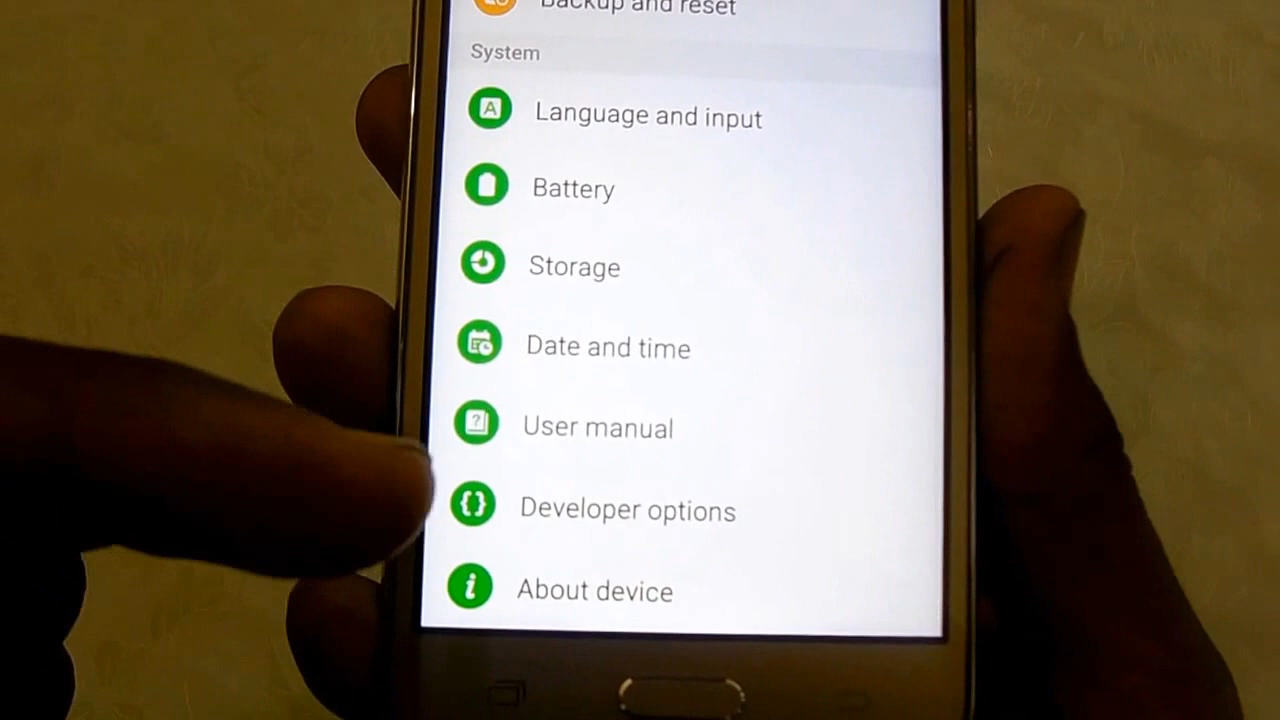 Backup and reset
System
Language and input
Battery
Storage
Date and time
User manual
Developer options
About device